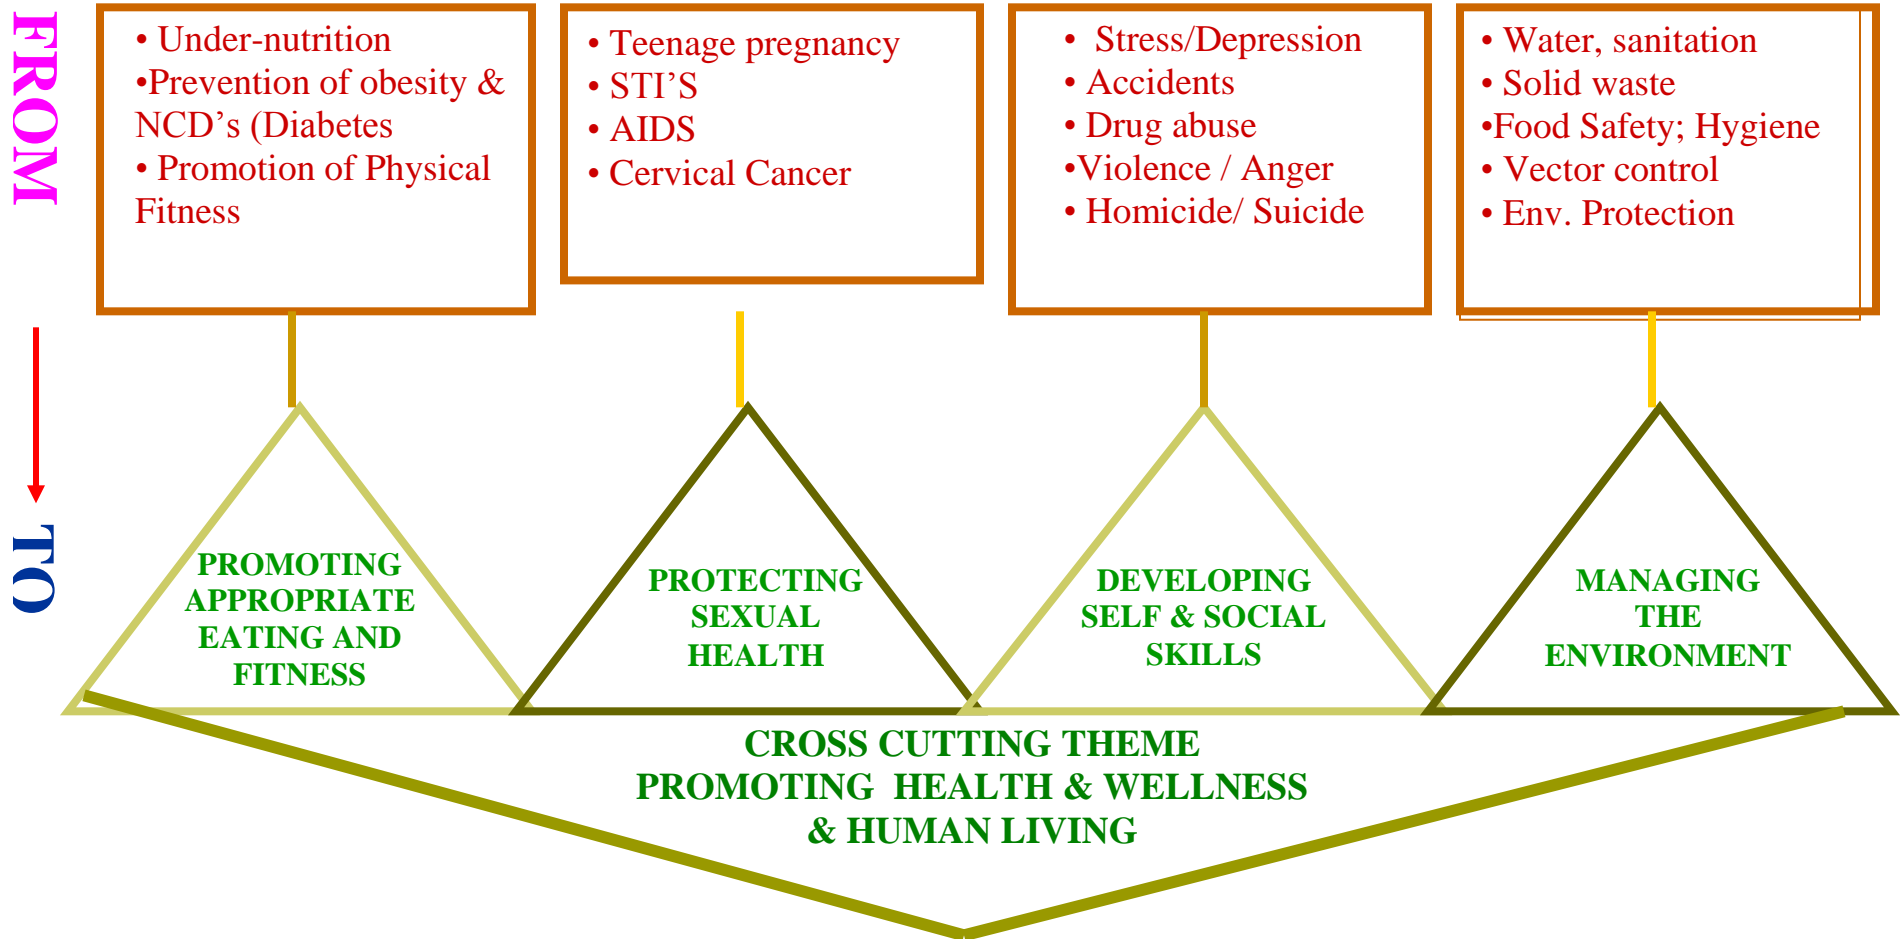 FROM
• Under-nutrition
•Prevention of obesity &
NCD’s (Diabetes
• Promotion of Physical
Fitness
• Teenage pregnancy
• STI’S
• AIDS
• Cervical Cancer
• Stress/Depression
• Accidents
• Drug abuse
•Violence / Anger
• Homicide/ Suicide
• Water, sanitation
• Solid waste
•Food Safety; Hygiene
• Vector control
• Env. Protection
TO
PROMOTING
APPROPRIATE
EATING AND
FITNESS
PROTECTING
SEXUAL
HEALTH
DEVELOPING
SELF & SOCIAL
SKILLS
MANAGING
THE
ENVIRONMENT
CROSS CUTTING THEME
PROMOTING HEALTH & WELLNESS
& HUMAN LIVING